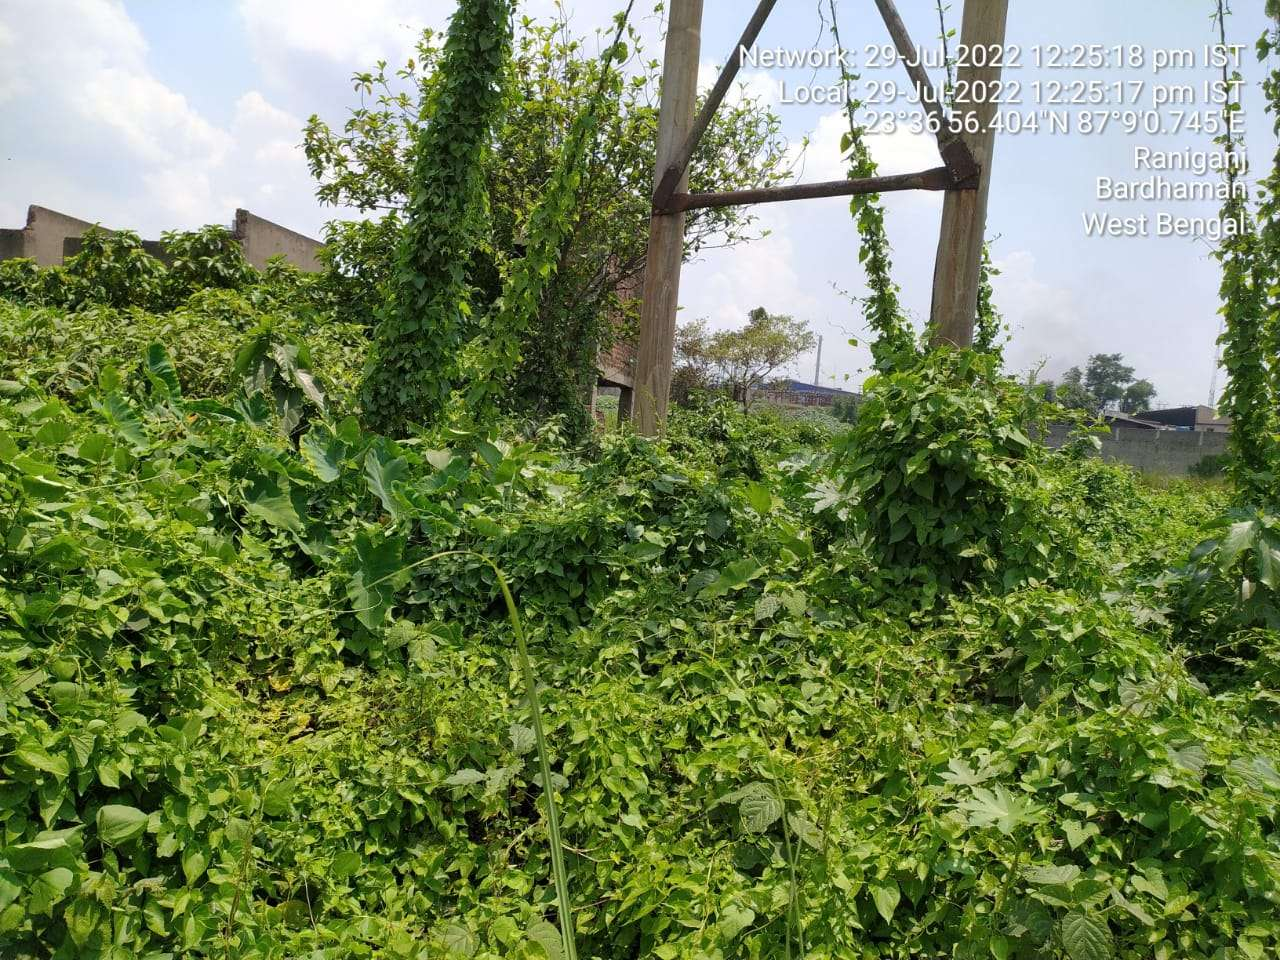 Network: 29-Jul-2022 12:25:18 pm IST
Local: 29-Jul-2022 12:25:17 pm IST
23°36'56.404"N 87°9'0.745"E
Raniganj
Bardhaman
West Bengal